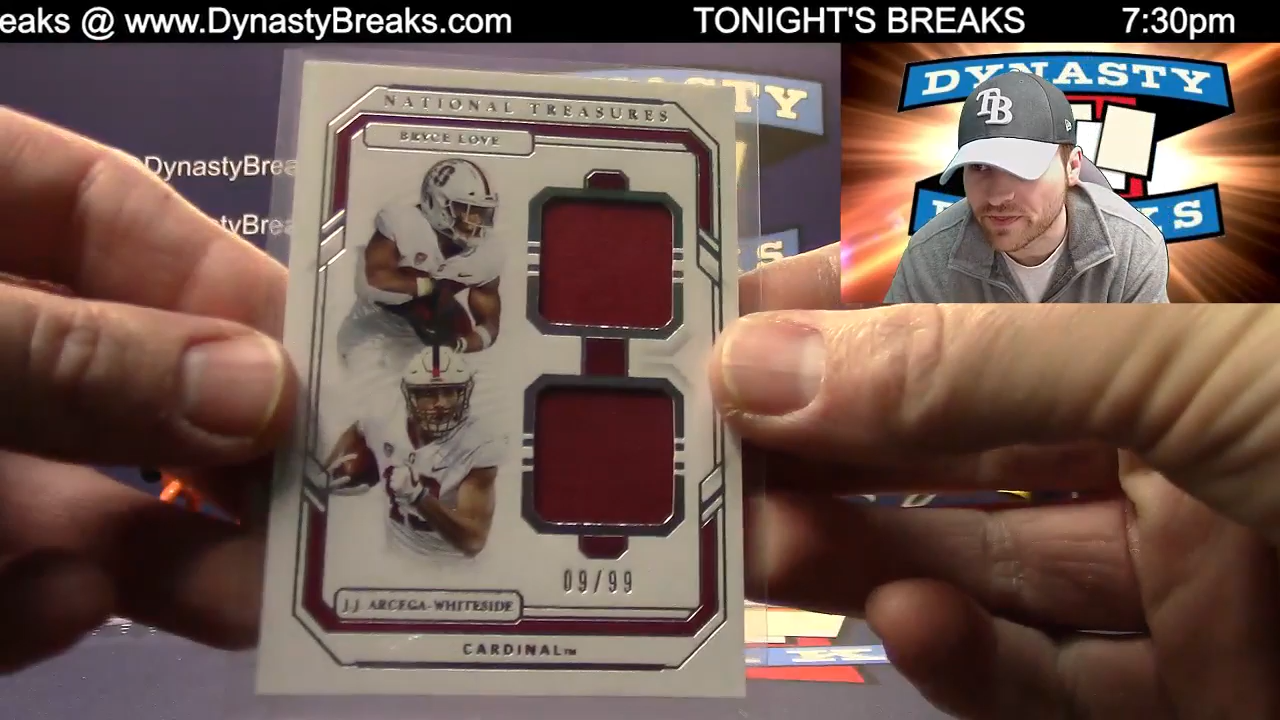 eaks @ www.DynastyBreaks.com TONIGHT'S BREAKS 7:30pm
DYNASTY
TB
NATIONAL TREASURES
BRYCE LOVE
@DynastyBrea
J.J. ARCEGA-WHITESIDE
09/99
CARDINAL™